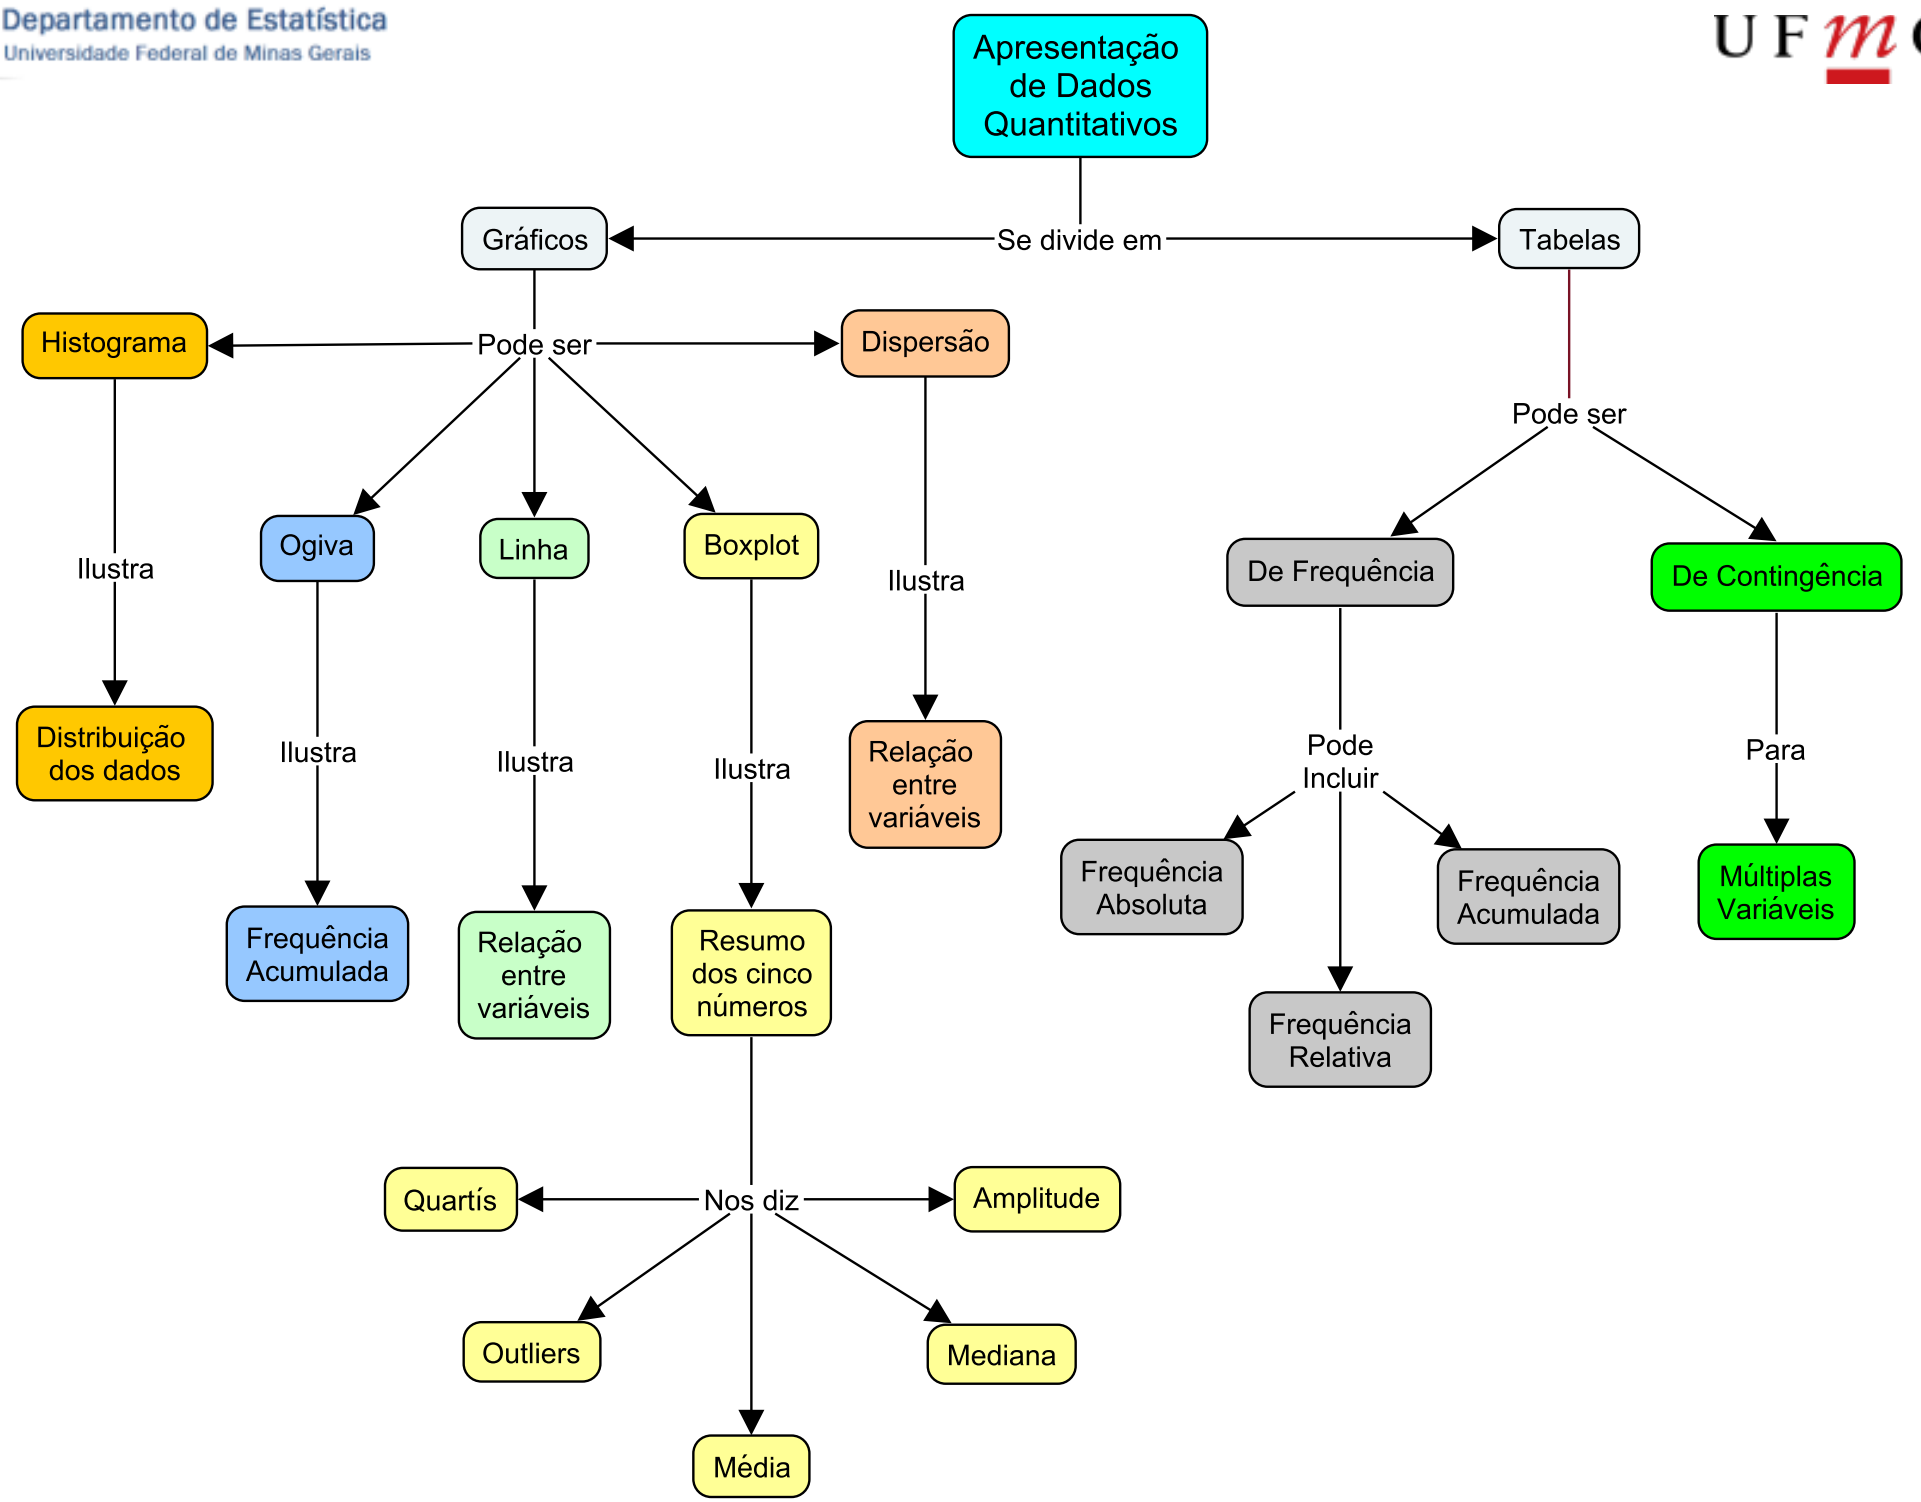 Departamento de Estatística
Universidade Federal de Minas Gerais
UFm
Apresentação
de Dados
Quantitativos
Gráficos
Se divide em
Tabelas
Histograma
Pode ser
Dispersão
Pode ser
Ogiva
Linha
Boxplot
De Frequência
De Contingência
Ilustra
Ilustra
Distribuição
dos dados
Ilustra
Ilustra
Ilustra
Relação
entre
variáveis
Pode
Incluir
Para
Frequência
Absoluta
Frequência
Acumulada
Múltiplas
Variáveis
Frequência
Acumulada
Relação
entre
variáveis
Resumo
dos cinco
números
Frequência
Relativa
Quartís
Nos diz
Amplitude
Outliers
Mediana
Média